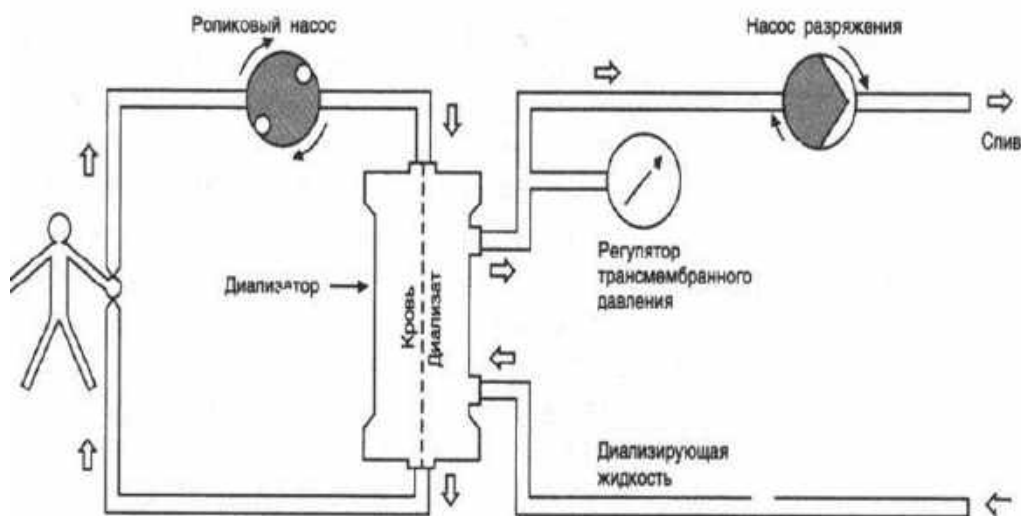 Роликовый насос
Насос разряжения
Слив
Регулятор
трансмембранного
давления
Диализатор
Кровь
Диализат
Диализирующая
жидкость